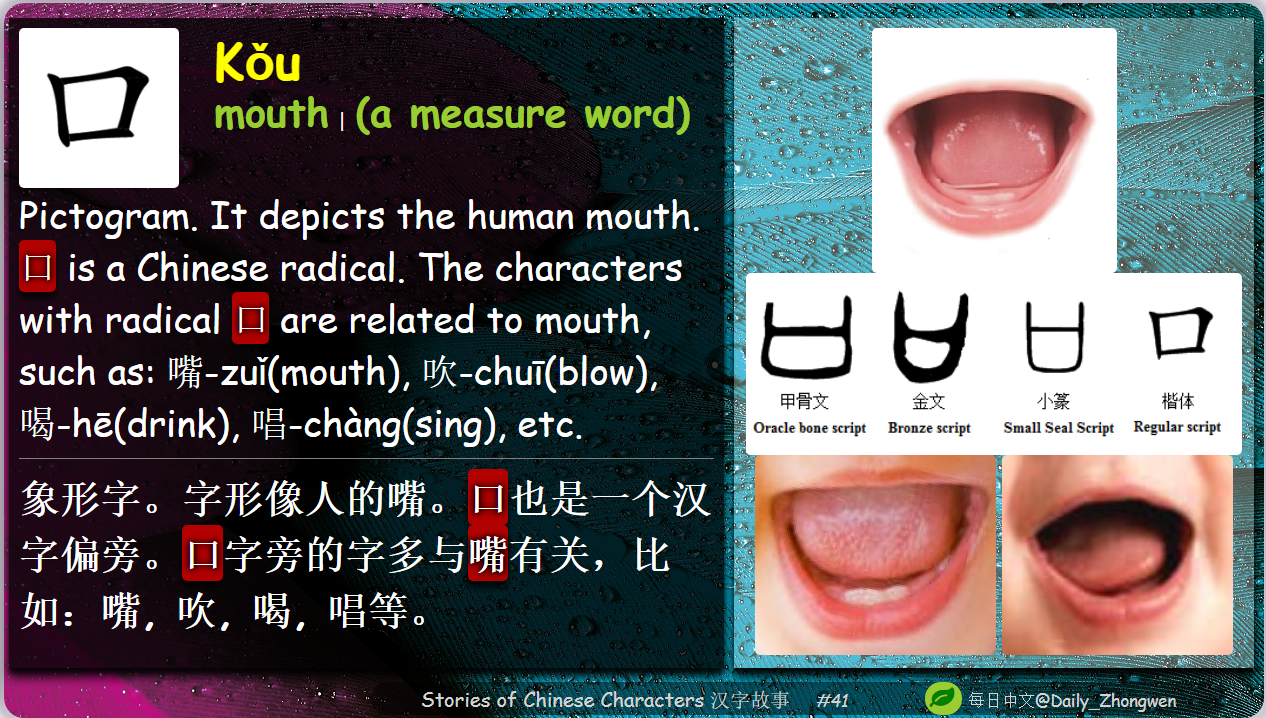 口
Kǒu
mouth | (a measure word)
Pictogram. It depicts the human mouth.
口 is a Chinese radical. The characters
with radical 口 are related to mouth,
such as: 嘴-zuǐ(mouth), 吹-chuī(blow),
喝-hē(drink), 唱-chàng(sing), etc.
象形字。字形像人的嘴。口也是一个汉
字偏旁。口字旁的字多与嘴有关，比
如：嘴，吹，喝，唱等。
口
甲骨文 金文 小篆 楷体
Oracle bone script Bronze script Small Seal Script Regular script
Stories of Chinese Characters 汉字故事 #41
每日中文@Daily_Zhongwen